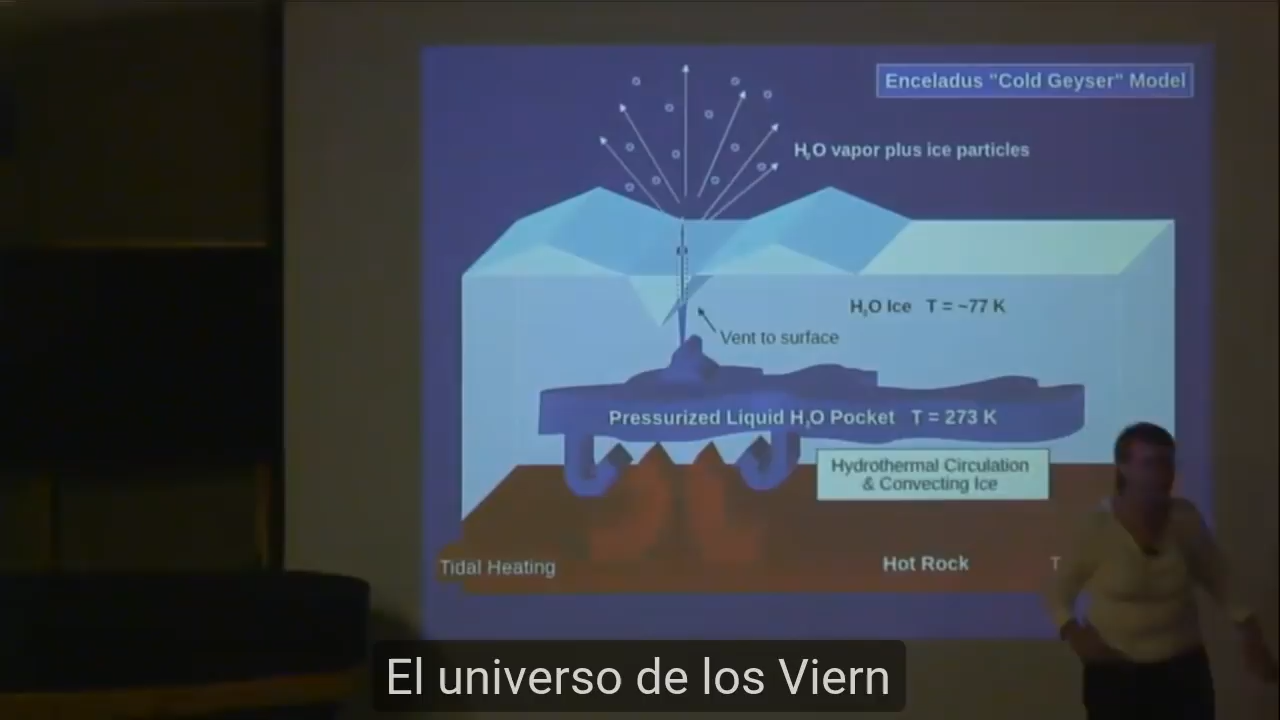 Enceladus "Cold Geyser" Model
H₂O vapor plus ice particles
H₂O Ice T = ~77 K
Vent to surface
Pressurized Liquid H₂O Pocket T = 273 K
Hydrothermal Circulation
& Convecting Ice
Tidal Heating
Hot Rock
T
El universo de los Viern